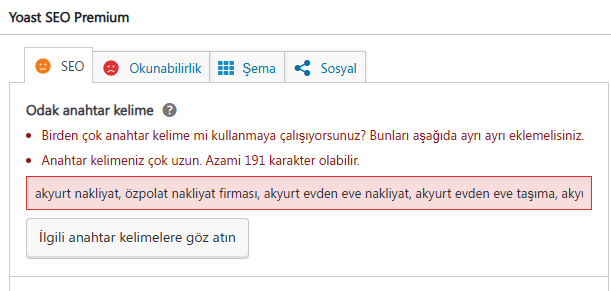 Yoast SEO Premium
SEO
Okunabilirlik
Şema
Sosyal
Odak anahtar kelime ?
• Birden çok anahtar kelime mi kullanmaya çalışıyorsunuz? Bunları aşağıda ayrı ayrı eklemelisiniz.
• Anahtar kelimeniz çok uzun. Azami 191 karakter olabilir.
akyurt nakliyat, özpolat nakliyat firması, akyurt evden eve nakliyat, akyurt evden eve taşıma,
İlgili anahtar kelimelere göz atın